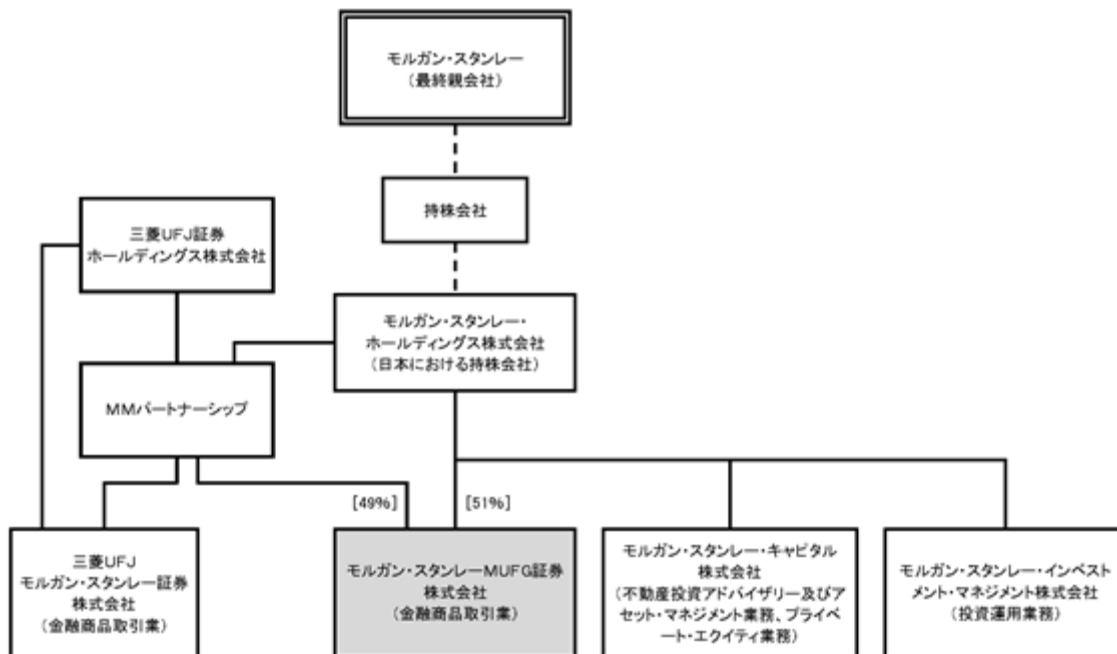 モルガン・スタンレー
（最終親会社）
持株会社
三菱UFJ証券
ホールディングス株式会社
モルガン・スタンレー・
ホールディングス株式会社
（日本における持株会社）
MMパートナーシップ
[49%]
[51%]
三菱UFJ
モルガン・スタンレー証券
株式会社
（金融商品取引業）
モルガン・スタンレーMUFG証券
株式会社
（金融商品取引業）
モルガン・スタンレー・キャピタル
株式会社
（不動産投資アドバイザリー及びア
セット・マネジメント業務、プライベ
ート・エクイティ業務）
モルガン・スタンレー・インベスト
メント・マネジメント株式会社
（投資運用業務）